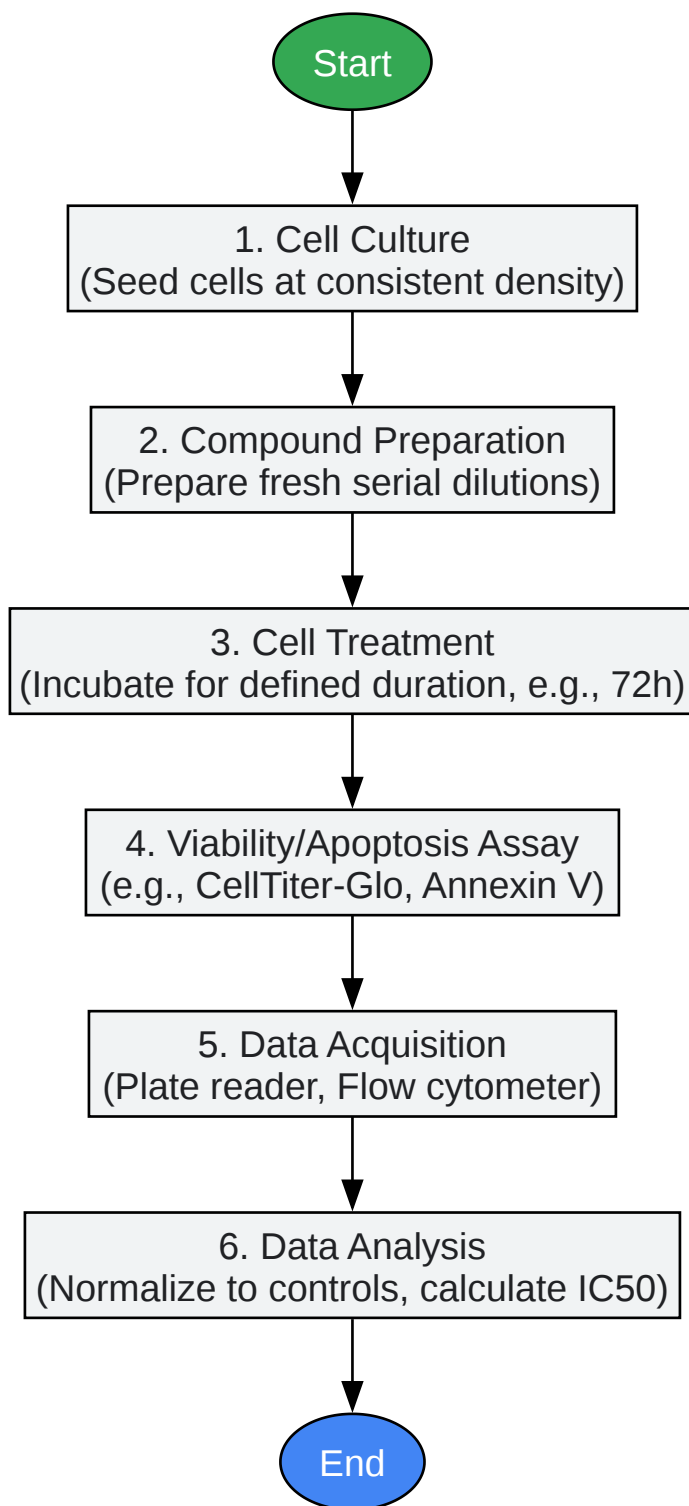 Start
1. Cell Culture
(Seed cells at consistent density)
2. Compound Preparation
(Prepare fresh serial dilutions)
3. Cell Treatment
(Incubate for defined duration, e.g., 72h)
4. Viability/Apoptosis Assay
(e.g., CellTiter-Glo, Annexin V)
5. Data Acquisition
(Plate reader, Flow cytometer)
6. Data Analysis
(Normalize to controls, calculate IC50)
End